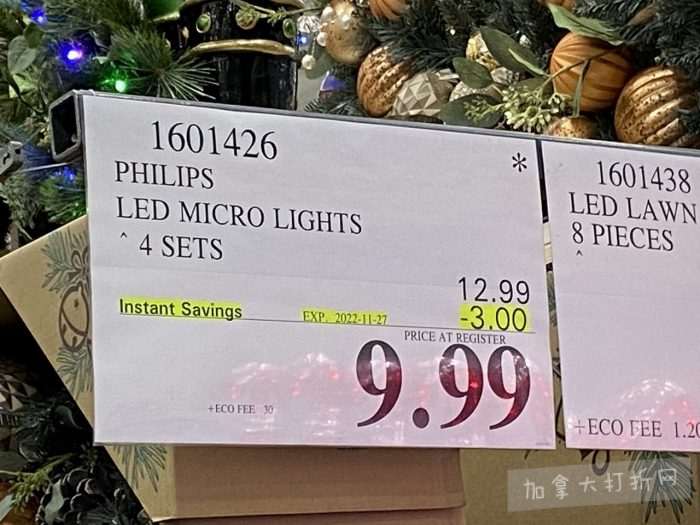 1601426
*
PHILIPS
LED MICRO LIGHTS
^ 4 SETS
12.99
Instant Savings EXP. 2022-11-27 -3.00
PRICE AT REGISTER
9.99
+ECO FEE 30
1601438
LED LAWN
8 PIECES
^
+ECO FEE 1.20
加拿大打折网